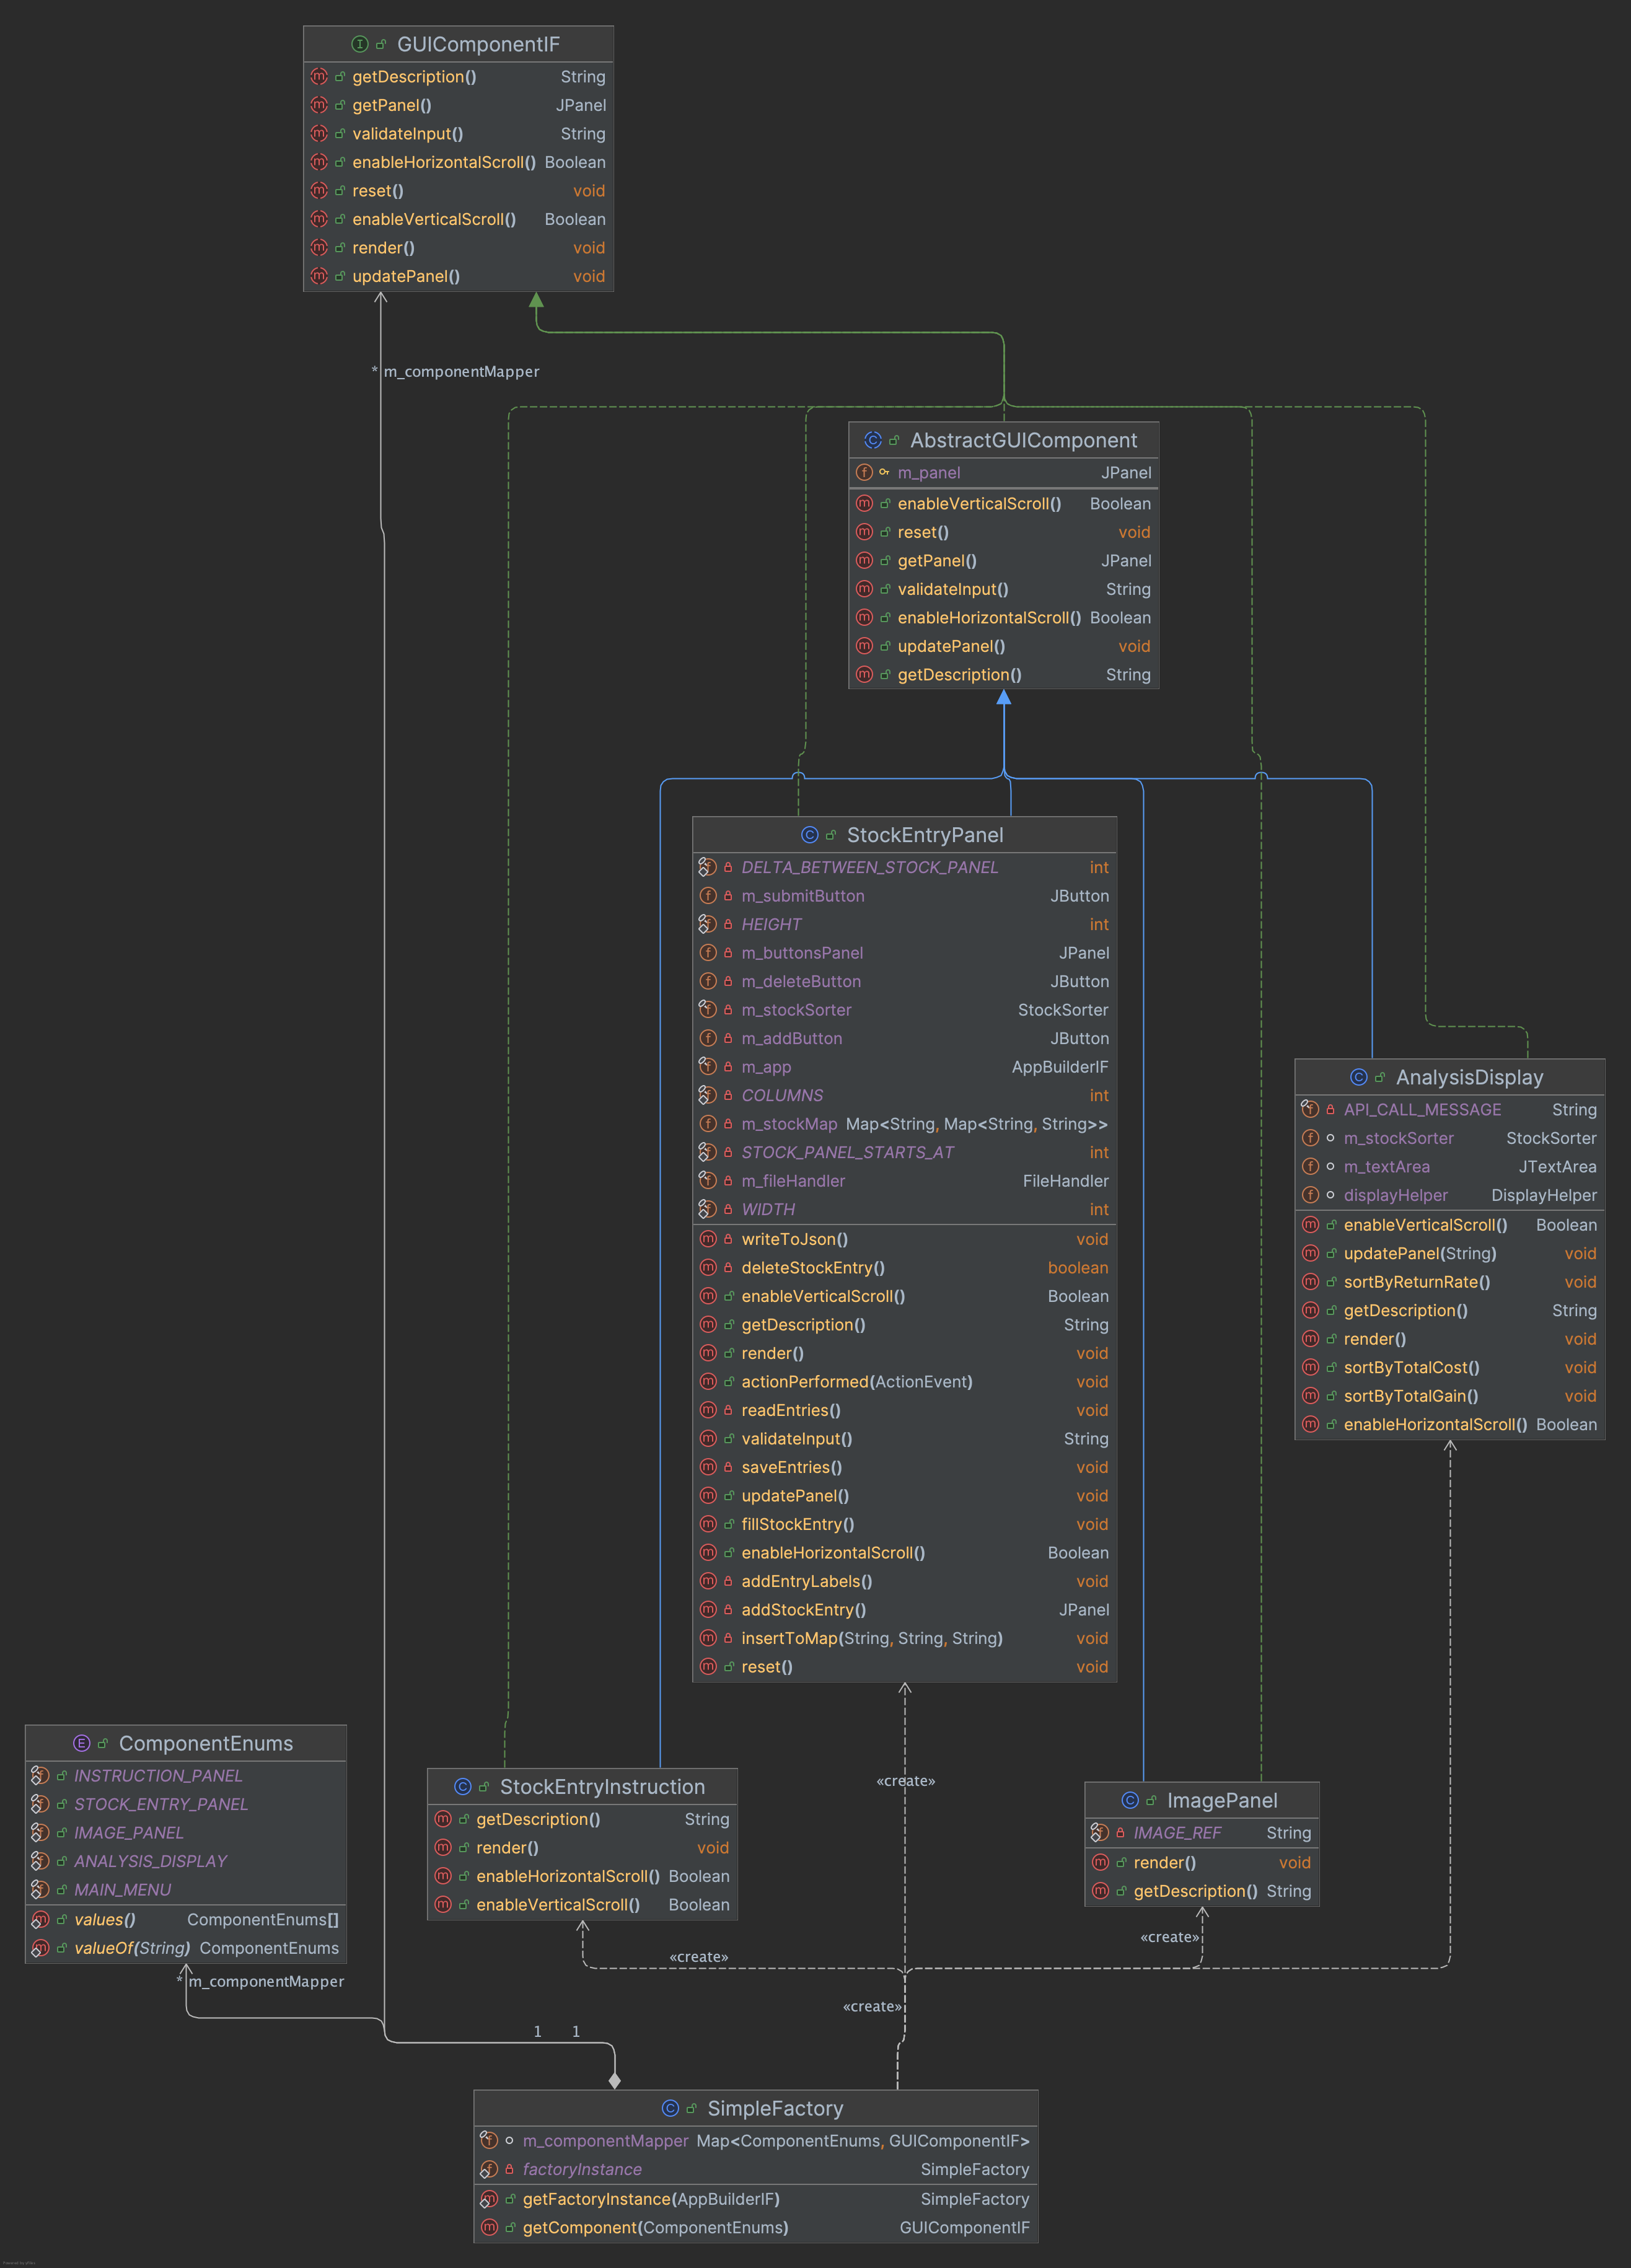 GUIComponentIF
getDescription() String
getPanel() JPanel
validateInput() String
enableHorizontalScroll() Boolean
reset() void
enableVerticalScroll() Boolean
render() void
updatePanel() void
* m_componentMapper
AbstractGUIComponent
m_panel JPanel
enableVerticalScroll() Boolean
reset() void
getPanel() JPanel
validateInput() String
enableHorizontalScroll() Boolean
updatePanel() void
getDescription() String
StockEntryPanel
DELTA_BETWEEN_STOCK_PANEL int
m_submitButton JButton
HEIGHT int
m_buttonsPanel JPanel
m_deleteButton JButton
m_stockSorter StockSorter
m_addButton JButton
m_app AppBuilderIF
COLUMNS int
m_stockMap Map<String, Map<String, String>>
STOCK_PANEL_STARTS_AT int
m_fileHandler FileHandler
WIDTH int
writeToJson() void
deleteStockEntry() boolean
enableVerticalScroll() Boolean
getDescription() String
render() void
actionPerformed(ActionEvent) void
readEntries() void
validateInput() String
saveEntries() void
updatePanel() void
fillStockEntry() void
enableHorizontalScroll() Boolean
addEntryLabels() void
addStockEntry() JPanel
insertToMap(String, String, String) void
reset() void
AnalysisDisplay
API_CALL_MESSAGE String
m_stockSorter StockSorter
m_textArea JTextArea
displayHelper DisplayHelper
enableVerticalScroll() Boolean
updatePanel(String) void
sortByReturnRate() void
getDescription() String
render() void
sortByTotalCost() void
sortByTotalGain() void
enableHorizontalScroll() Boolean
ComponentEnums
INSTRUCTION_PANEL
STOCK_ENTRY_PANEL
IMAGE_PANEL
ANALYSIS_DISPLAY
MAIN_MENU
values() ComponentEnums[]
valueOf(String) ComponentEnums
* m_componentMapper
StockEntryInstruction
getDescription() String
render() void
enableHorizontalScroll() Boolean
enableVerticalScroll() Boolean
«create»
ImagePanel
IMAGE_REF String
render() void
getDescription() String
«create»
«create»
«create»
1 1
SimpleFactory
m_componentMapper Map<ComponentEnums, GUIComponentIF>
factoryInstance SimpleFactory
getFactoryInstance(AppBuilderIF) SimpleFactory
getComponent(ComponentEnums) GUIComponentIF